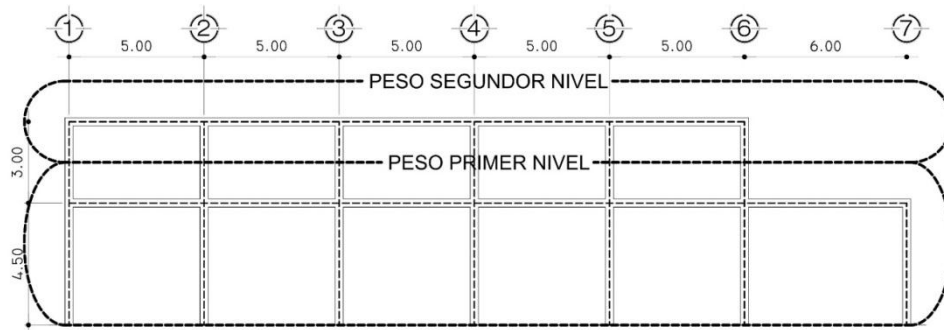 1 2 3 4 5 6 7
5.00 5.00 5.00 5.00 5.00 6.00
PESO SEGUNDOR NIVEL
3.00
PESO PRIMER NIVEL
4.50